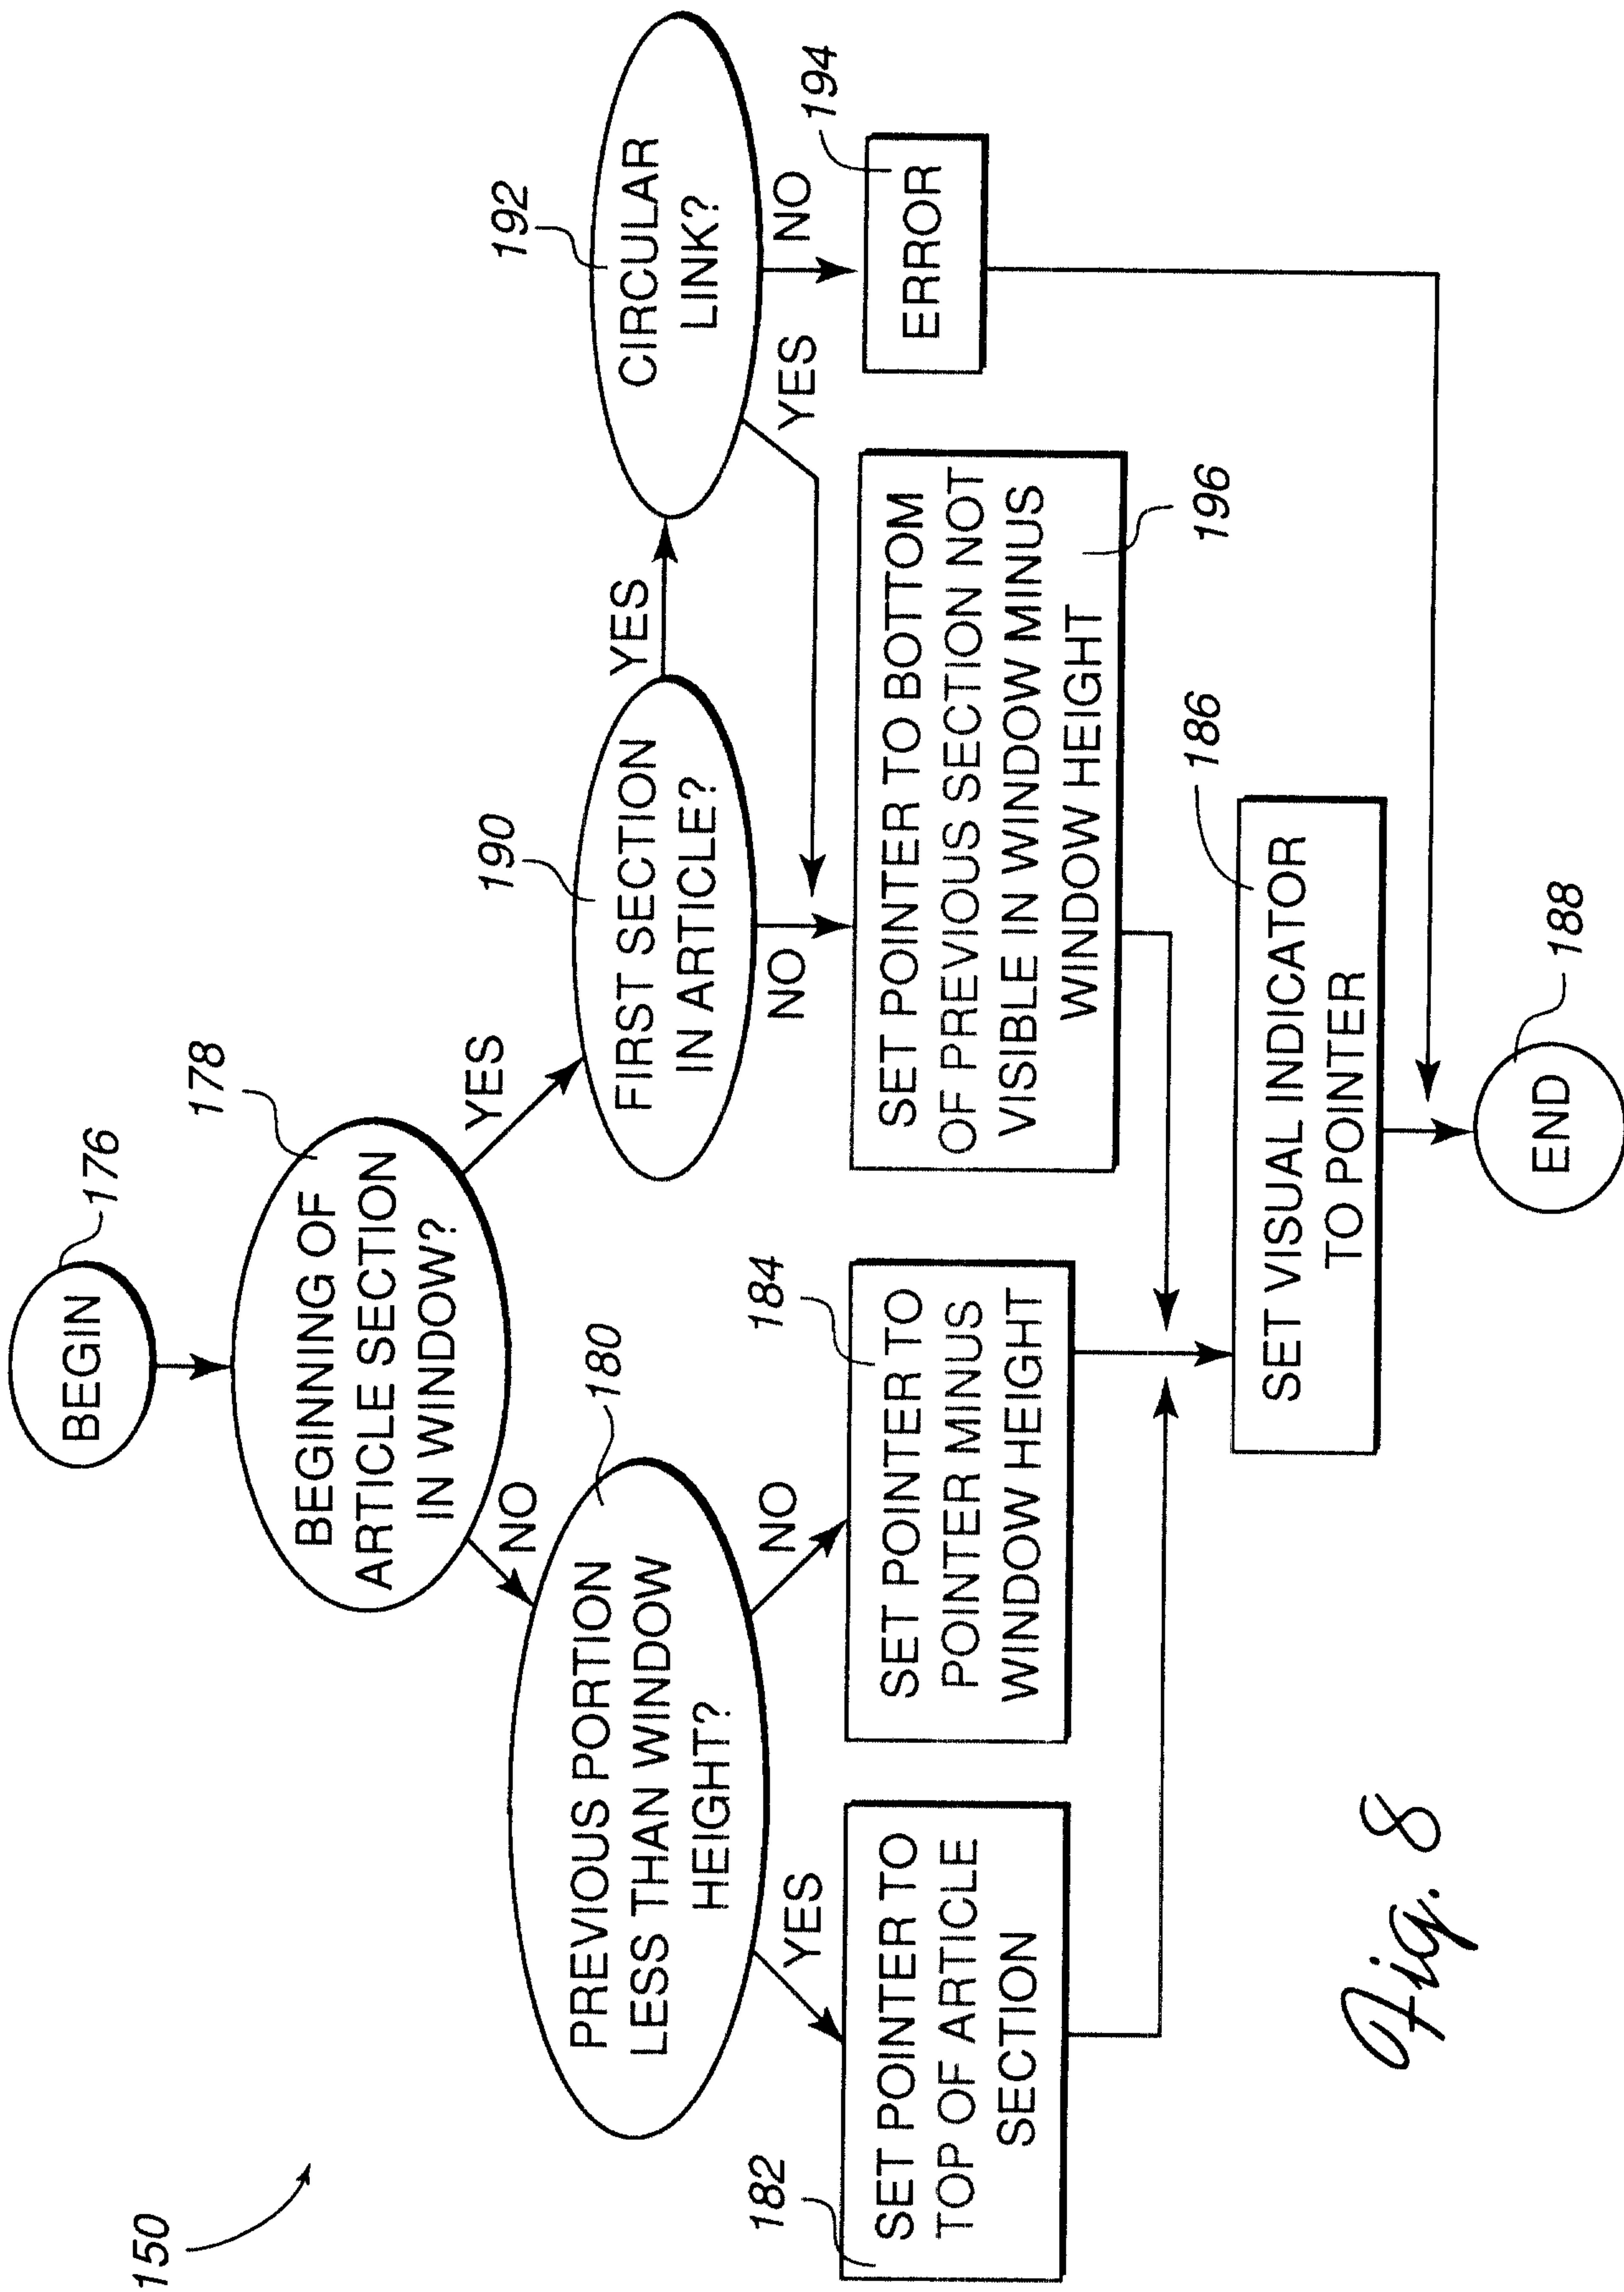 150
BEGIN
176
BEGINNING OF
ARTICLE SECTION
IN WINDOW?
178
NO
YES
PREVIOUS PORTION
LESS THAN WINDOW
HEIGHT?
180
FIRST SECTION
IN ARTICLE?
190
YES
CIRCULAR
LINK?
192
YES
NO
NO
YES
NO
182
SET POINTER TO
TOP OF ARTICLE
SECTION
SET POINTER TO
POINTER MINUS
WINDOW HEIGHT
184
SET POINTER TO BOTTOM
OF PREVIOUS SECTION NOT
VISIBLE IN WINDOW MINUS
WINDOW HEIGHT
196
ERROR
194
SET VISUAL INDICATOR
TO POINTER
186
END
188
Fig. 8